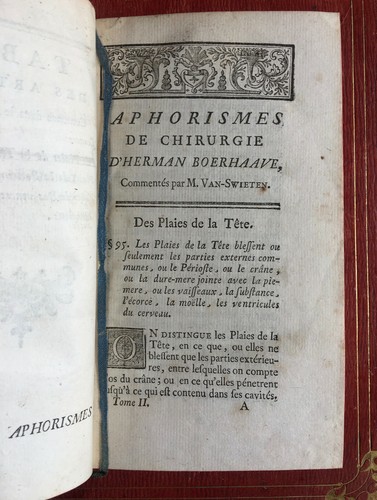 APHORISMES
DE CHIRURGIE
D'HERMAN BOERHAAVE,
Commentés par M. VAN-SWIETEN.
Des Plaies de la Tête.
§ 95. Les Plaies de la Tête blessent ou
seulement les parties externes com-
munes, ou le Périoste, ou le crâne,
ou la dure-mere jointe avec la pie-
mere, ou les vaisseaux, la substance,
l'écorce, la moëlle, les ventricules
du cerveau.
ON DISTINGUE les Plaies de la
Tête, en ce que, ou elles ne
blessent que les parties extérieu-
res, entre lesquelles on compte
os du crâne; ou en ce qu'elles pénetrent
jusqu'à ce qui est contenu dans ses cavités.
Tome II. A
APHORISMES